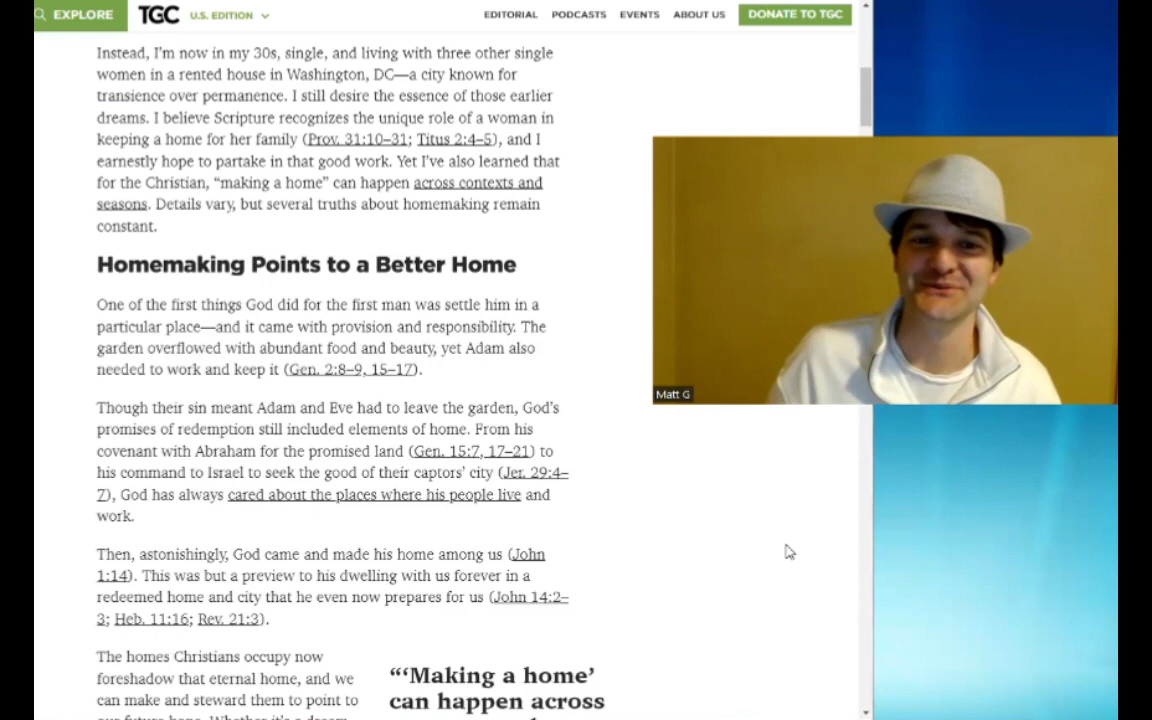 EXPLORE
TGC
U.S. EDITION
EDITORIAL PODCASTS EVENTS ABOUT US DONATE TO TGC
Instead, I'm now in my 30s, single, and living with three other single
women in a rented house in Washington, DC—a city known for
transience over permanence. I still desire the essence of those earlier
dreams. I believe Scripture recognizes the unique role of a woman in
keeping a home for her family (Prov. 31:10–31; Titus 2:4–5), and I
earnestly hope to partake in that good work. Yet I've also learned that
for the Christian, "making a home" can happen across contexts and
seasons. Details vary, but several truths about homemaking remain
constant.
Homemaking Points to a Better Home
One of the first things God did for the first man was settle him in a
particular place—and it came with provision and responsibility. The
garden overflowed with abundant food and beauty, yet Adam also
needed to work and keep it (Gen. 2:8–9, 15–17).
Though their sin meant Adam and Eve had to leave the garden, God's
promises of redemption still included elements of home. From his
covenant with Abraham for the promised land (Gen. 15:7, 17–21) to
his command to Israel to seek the good of their captors' city (Jer. 29:4–
7), God has always cared about the places where his people live and
work.
Then, astonishingly, God came and made his home among us (John
1:14). This was but a preview to his dwelling with us forever in a
redeemed home and city that he even now prepares for us (John 14:2–
3; Heb. 11:16; Rev. 21:3).
The homes Christians occupy now
foreshadow that eternal home, and we
can make and steward them to point to
"'Making a home'
can happen across
Matt G